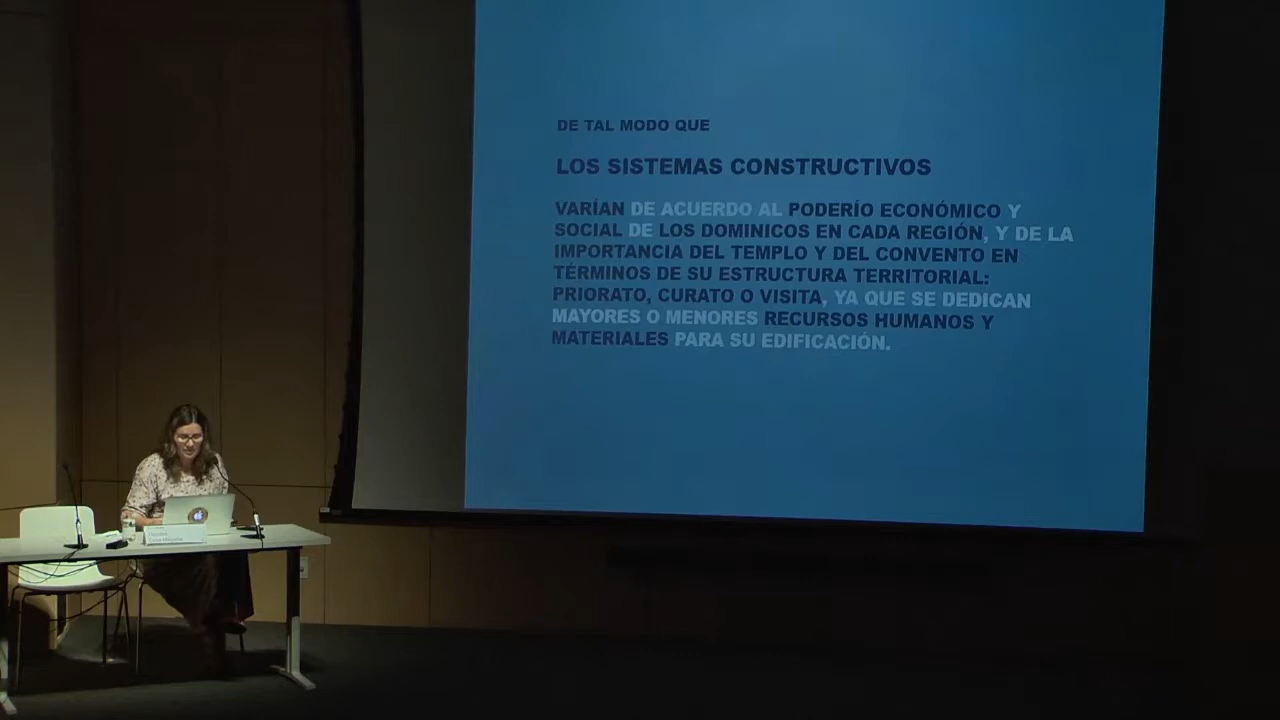 DE TAL MODO QUE
LOS SISTEMAS CONSTRUCTIVOS
VARÍAN DE ACUERDO AL PODERÍO ECONÓMICO Y
SOCIAL DE LOS DOMINICOS EN CADA REGIÓN, Y DE LA
IMPORTANCIA DEL TEMPLO Y DEL CONVENTO EN
TÉRMINOS DE SU ESTRUCTURA TERRITORIAL:
PRIORATO, CURATO O VISITA, YA QUE SE DEDICAN
MAYORES O MENORES RECURSOS HUMANOS Y
MATERIALES PARA SU EDIFICACIÓN.